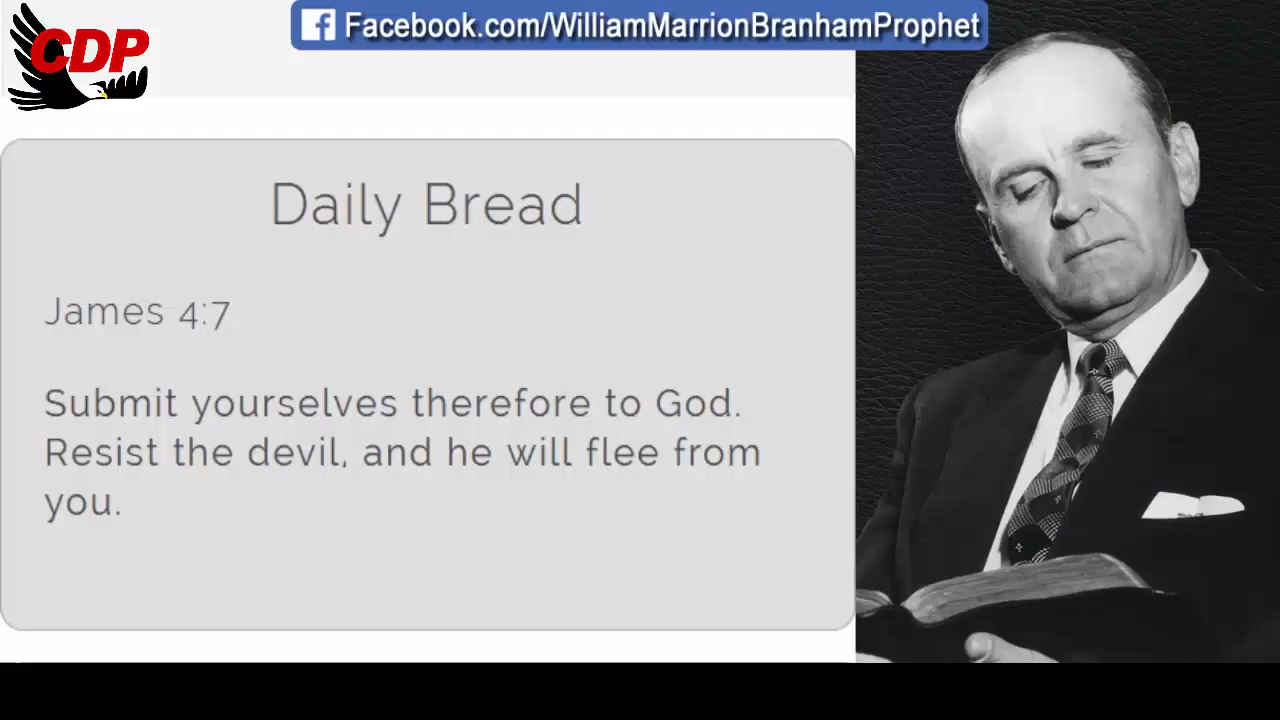 CDP
Facebook.com/WilliamMarrionBranhamProphet
Daily Bread
James 4:7
Submit yourselves therefore to God.
Resist the devil, and he will flee from
you.